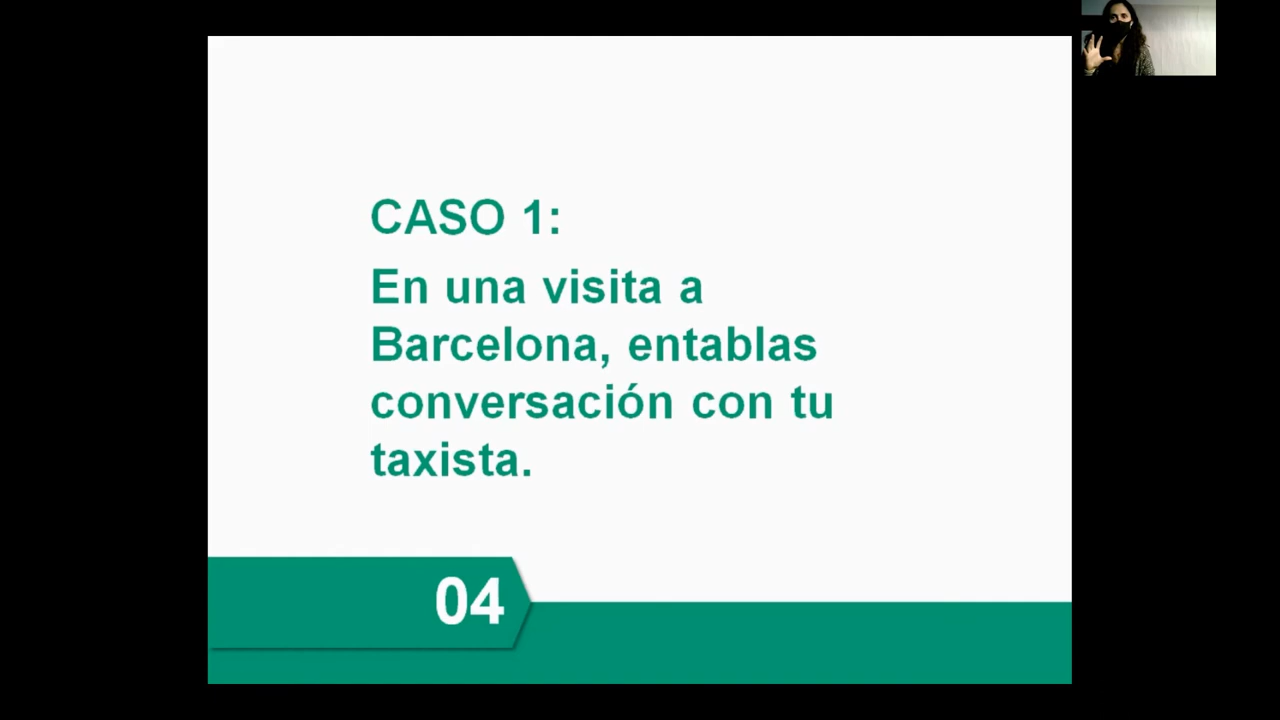 CASO 1:
En una visita a
Barcelona, entablas
conversación con tu
taxista.
04